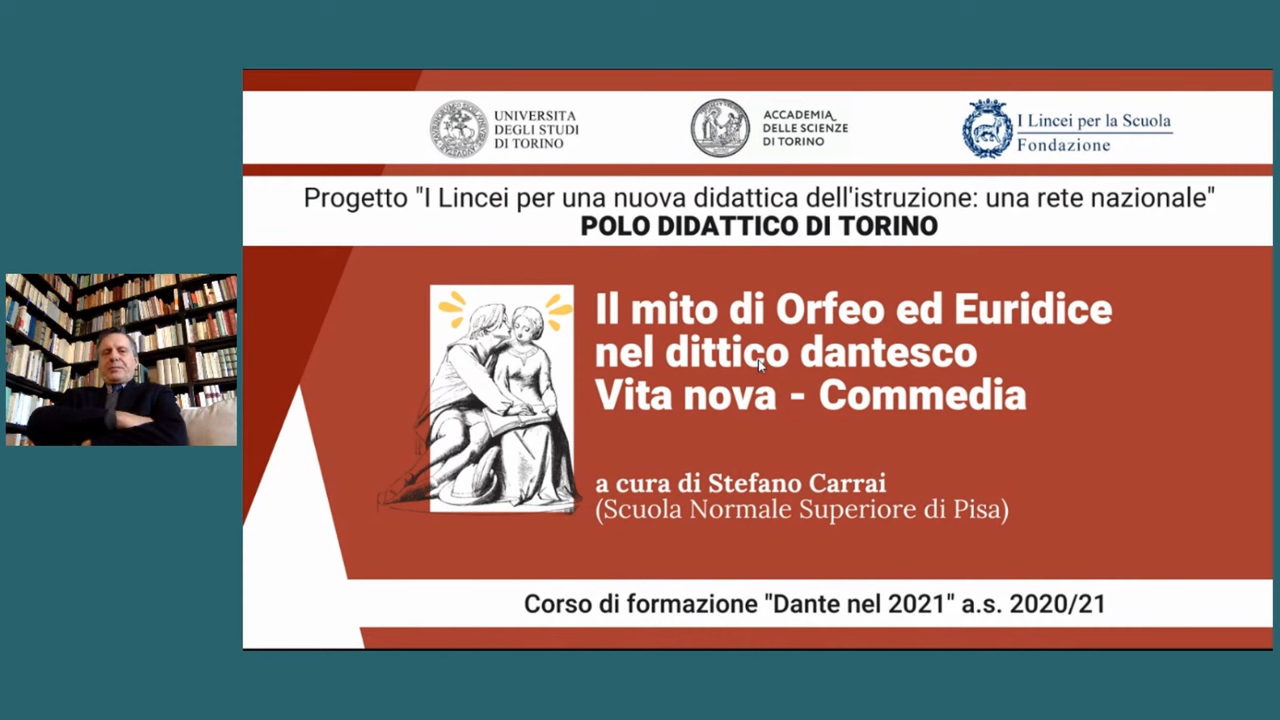 UNIVERSITA
DEGLI STUDI
DI TORINO
ACCADEMIA
DELLE SCIENZE
DI TORINO
I Lincei per la Scuola
Fondazione
Progetto "I Lincei per una nuova didattica dell'istruzione: una rete nazionale"
POLO DIDATTICO DI TORINO
Il mito di Orfeo ed Euridice
nel dittico dantesco
Vita nova - Commedia
a cura di Stefano Carrai
(Scuola Normale Superiore di Pisa)
Corso di formazione "Dante nel 2021" a.s. 2020/21